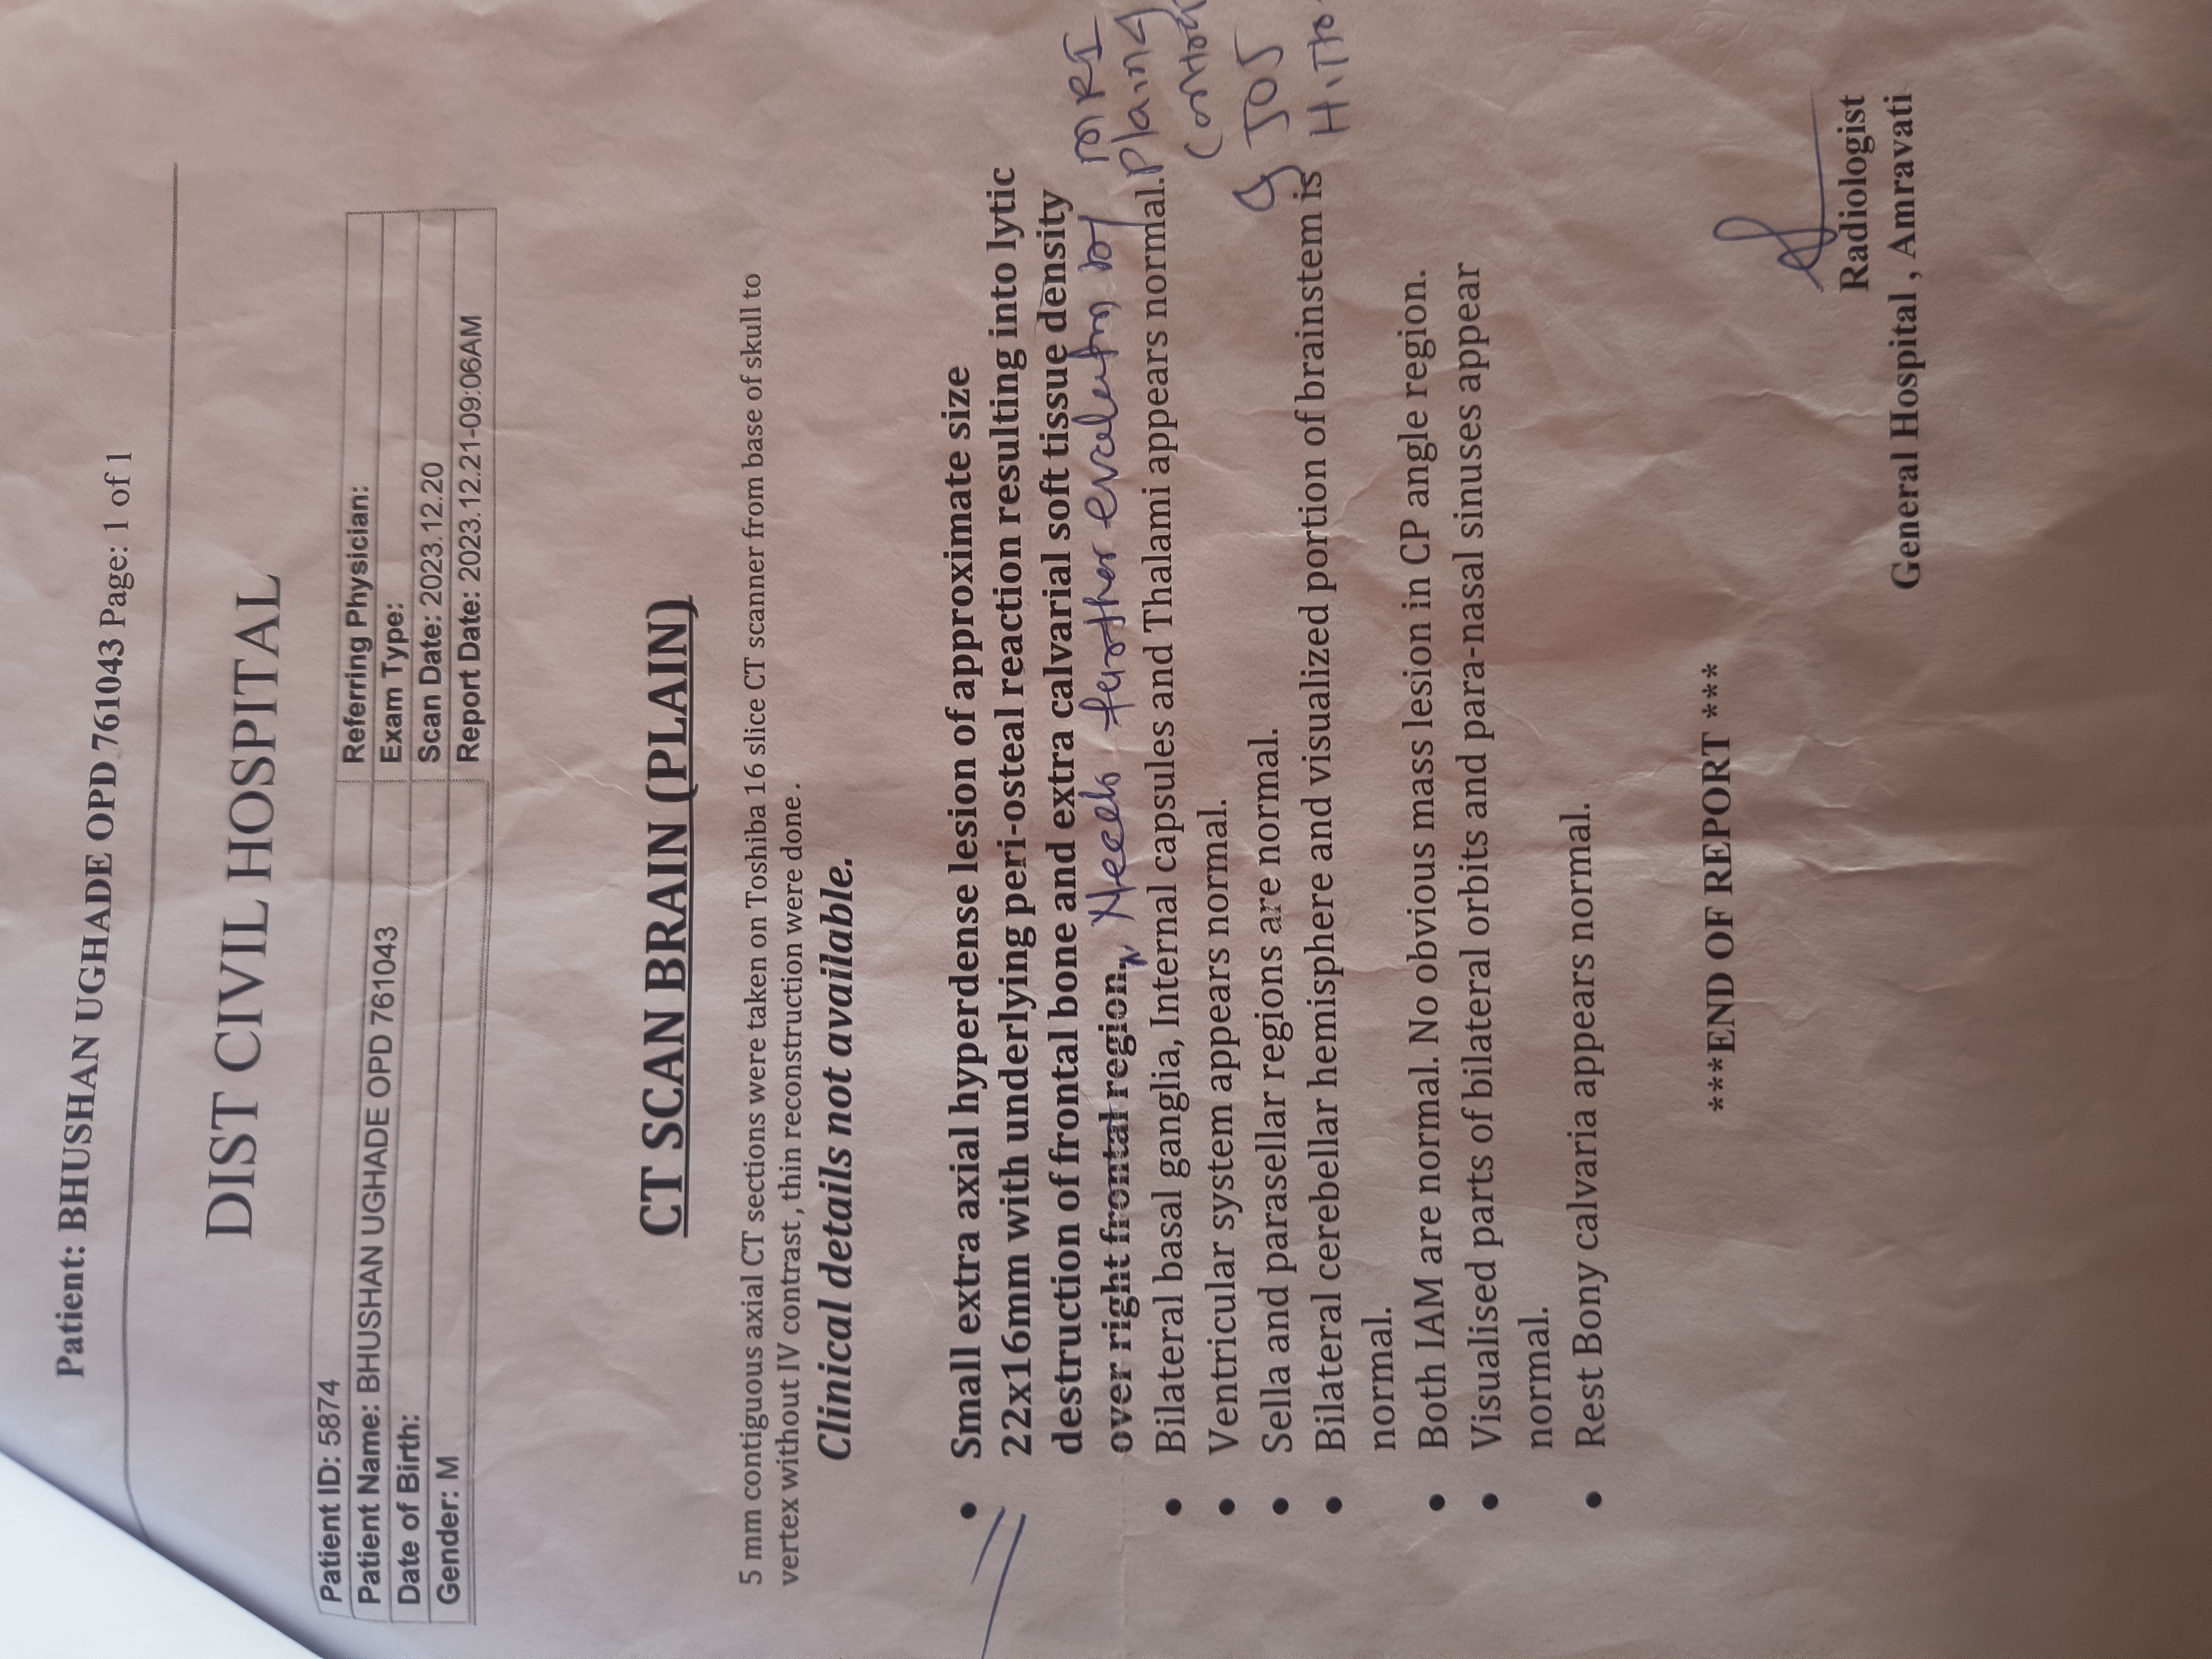 Patient: BHUSHAN UGHADE OPD 761043 Page: 1 of 1
DIST CIVIL HOSPITAL
Patient ID: 5874
Patient Name: BHUSHAN UGHADE OPD 761043
Date of Birth:
Gender: M
Referring Physician:
Exam Type:
Scan Date: 2023.12.20
Report Date: 2023.12.21-09:06AM
CT SCAN BRAIN (PLAIN)
5 mm contiguous axial CT sections were taken on Toshiba 16 slice CT scanner from base of skull to
vertex without IV contrast, thin reconstruction were done.
Clinical details not available.
• Small extra axial hyperdense lesion of approximate size
22x16mm with underlying peri-osteal reaction resulting into lytic
destruction of frontal bone and extra calvarial soft tissue density
over right frontal region. Needs further evaluation by MRI
Plain
• Bilateral basal ganglia, Internal capsules and Thalami appears normal.
• Ventricular system appears normal.
• Sella and parasellar regions are normal.
• Bilateral cerebellar hemisphere and visualized portion of brainstem is
normal.
• Both IAM are normal. No obvious mass lesion in CP angle region.
• Visualised parts of bilateral orbits and para-nasal sinuses appear
normal.
• Rest Bony calvaria appears normal.
****END OF REPORT ***
Radiologist
General Hospital , Amravati